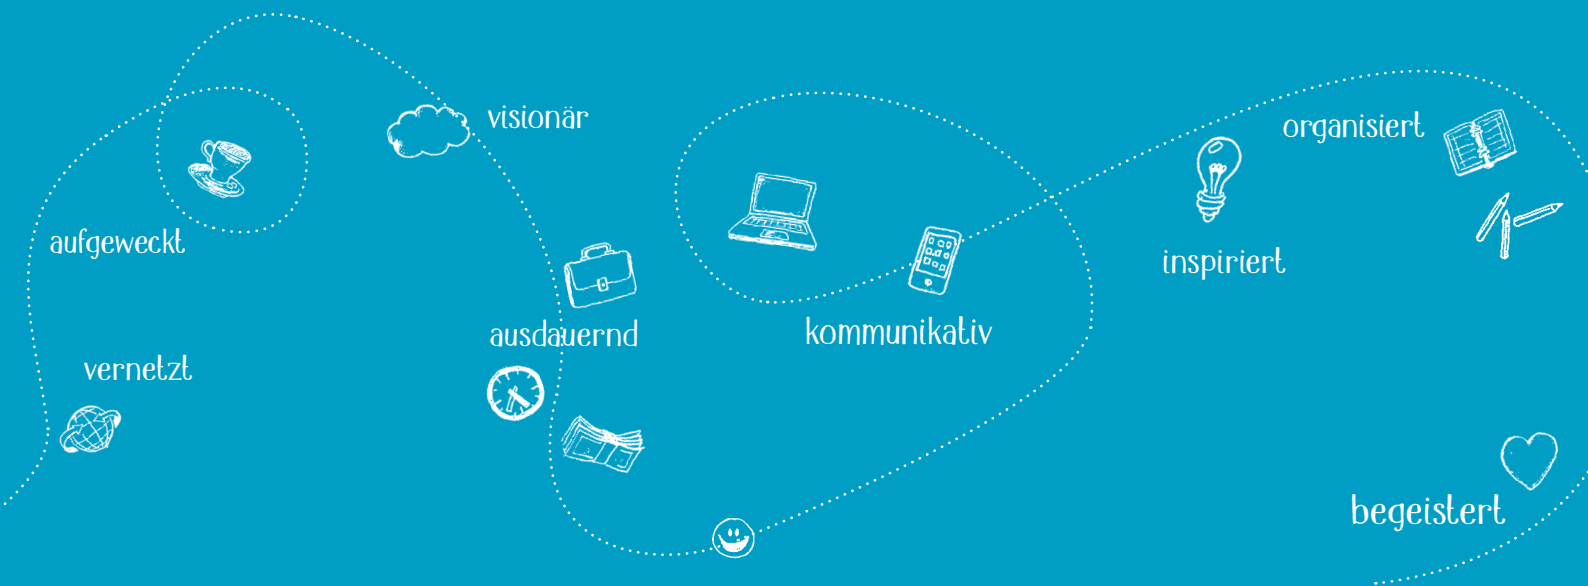 visionär
organisiert
aufgeweckt
inspiriert
ausdauernd
kommunikativ
vernetzt
begeistert